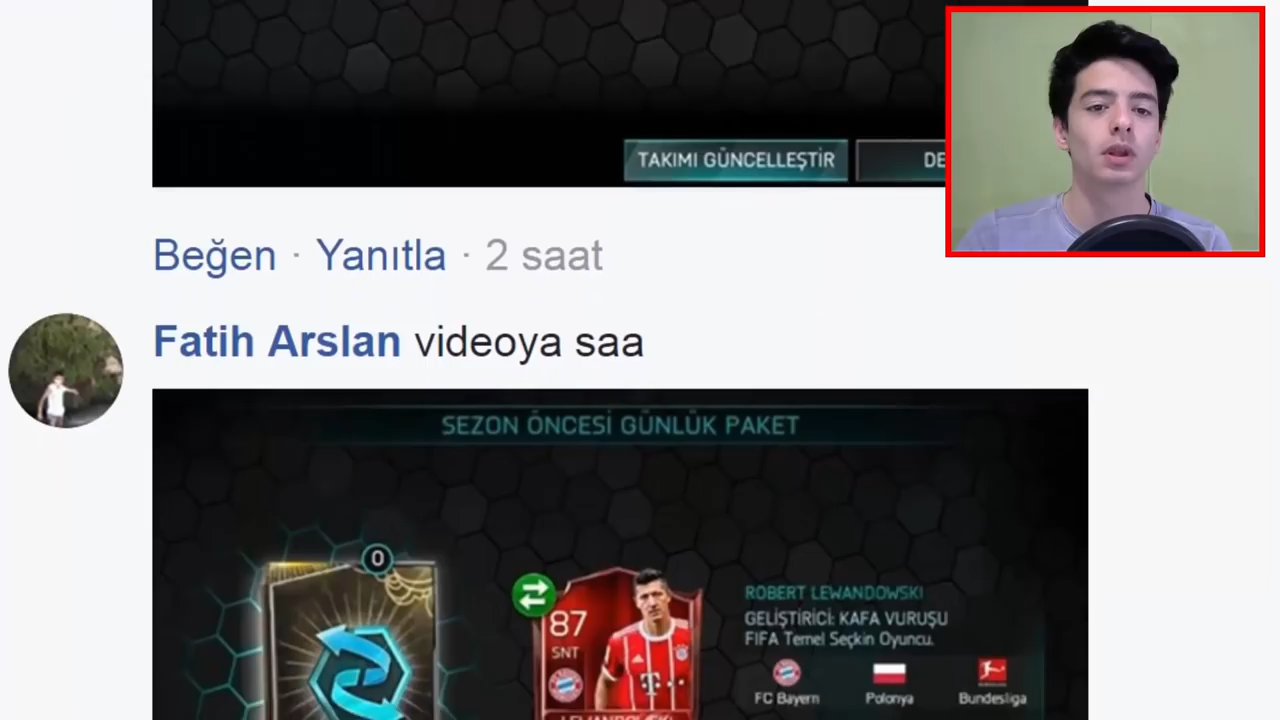 TAKIMI GÜNCELLEŞTİR
DE
Beğen · Yanıtla · 2 saat
Fatih Arslan videoya saa
SEZON ÖNCESİ GÜNLÜK PAKET
0
87
SNT
ROBERT LEWANDOWSKI
GELİŞTİRİCİ: KAFA VURUŞU
FIFA Temel Seçkin Oyuncu.
FC Bayern Polonya Bundesliga
LEWANDOWSKI